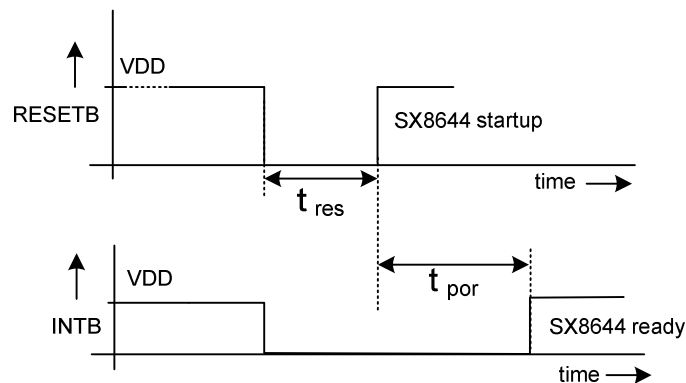 VDD
RESETB
SX8644 startup
time
t res
VDD
t por
INTB
SX8644 ready
time